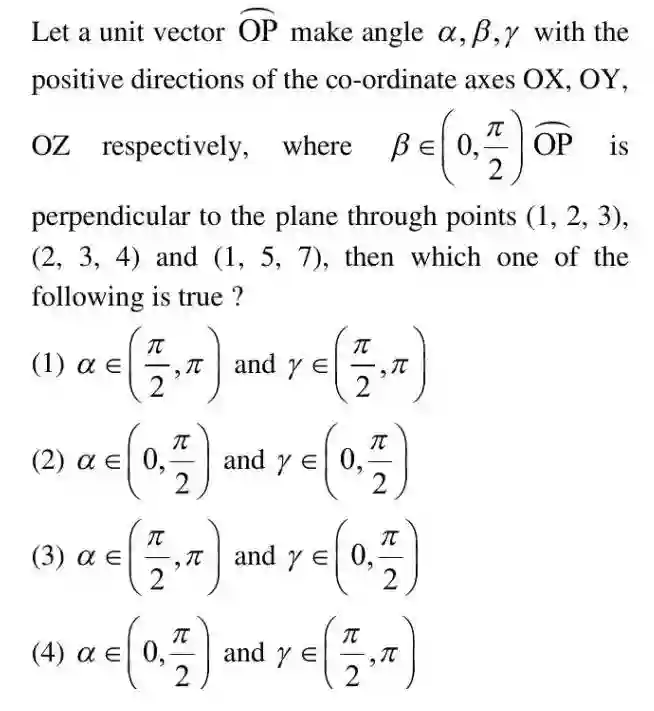 Let a unit vector $\widehat{OP}$ make angle $\alpha, \beta, \gamma$ with the
positive directions of the co-ordinate axes OX, OY,
OZ respectively, where $\beta \in \left(0, \frac{\pi}{2}\right)$ $\widehat{OP}$ is
perpendicular to the plane through points (1, 2, 3),
(2, 3, 4) and (1, 5, 7), then which one of the
following is true ?
(1) $\alpha \in \left(\frac{\pi}{2}, \pi\right)$ and $\gamma \in \left(\frac{\pi}{2}, \pi\right)$
(2) $\alpha \in \left(0, \frac{\pi}{2}\right)$ and $\gamma \in \left(0, \frac{\pi}{2}\right)$
(3) $\alpha \in \left(\frac{\pi}{2}, \pi\right)$ and $\gamma \in \left(0, \frac{\pi}{2}\right)$
(4) $\alpha \in \left(0, \frac{\pi}{2}\right)$ and $\gamma \in \left(\frac{\pi}{2}, \pi\right)$